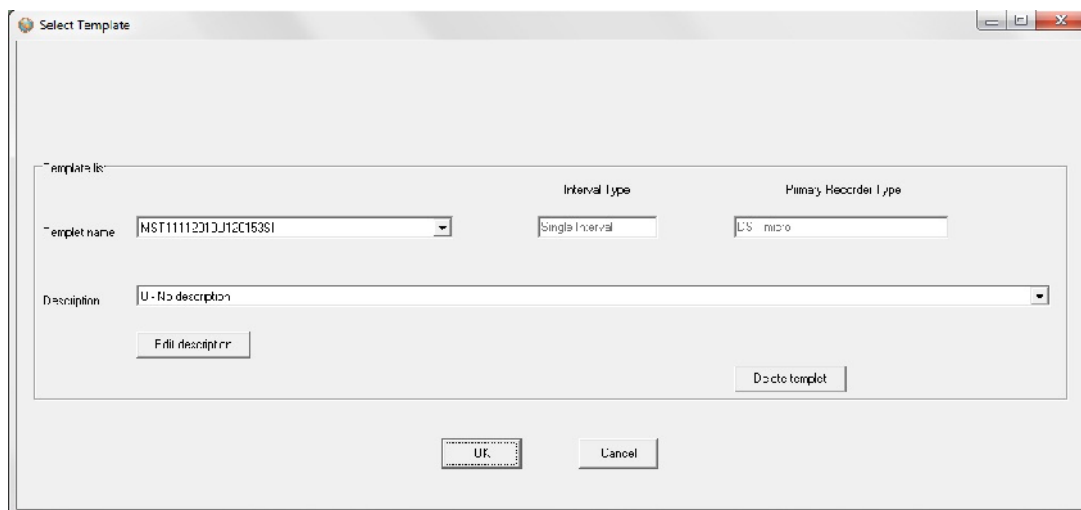 Select Template
Template list
Interval Type
Primary Recorder Type
Templet name
Single Interval
micro
Description
No description
Edit description
Delete templet
OK
Cancel